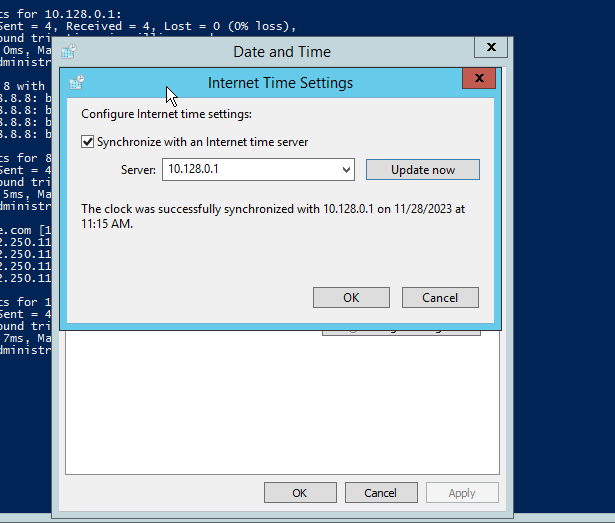 ts for 10.128.0.1:
Sent = 4, Received = 4, Lost = 0 (0% loss),
ound tri
0ms, Ma
dministr
8 with
8.8.8: b
8.8.8: b
8.8.8: b
8.8.8: b
ts for 8
Sent = 4
ound tri
5ms, Ma
dministr
e.com [1
2.250.11
2.250.11
2.250.11
2.250.11
ts for 1
Sent = 4
ound tri
7ms, Ma
dministr
Date and Time
x
Internet Time Settings
x
Configure Internet time settings:
Synchronize with an Internet time server
Server: 10.128.0.1 Update now
The clock was successfully synchronized with 10.128.0.1 on 11/28/2023 at
11:15 AM.
OK Cancel
OK Cancel Apply